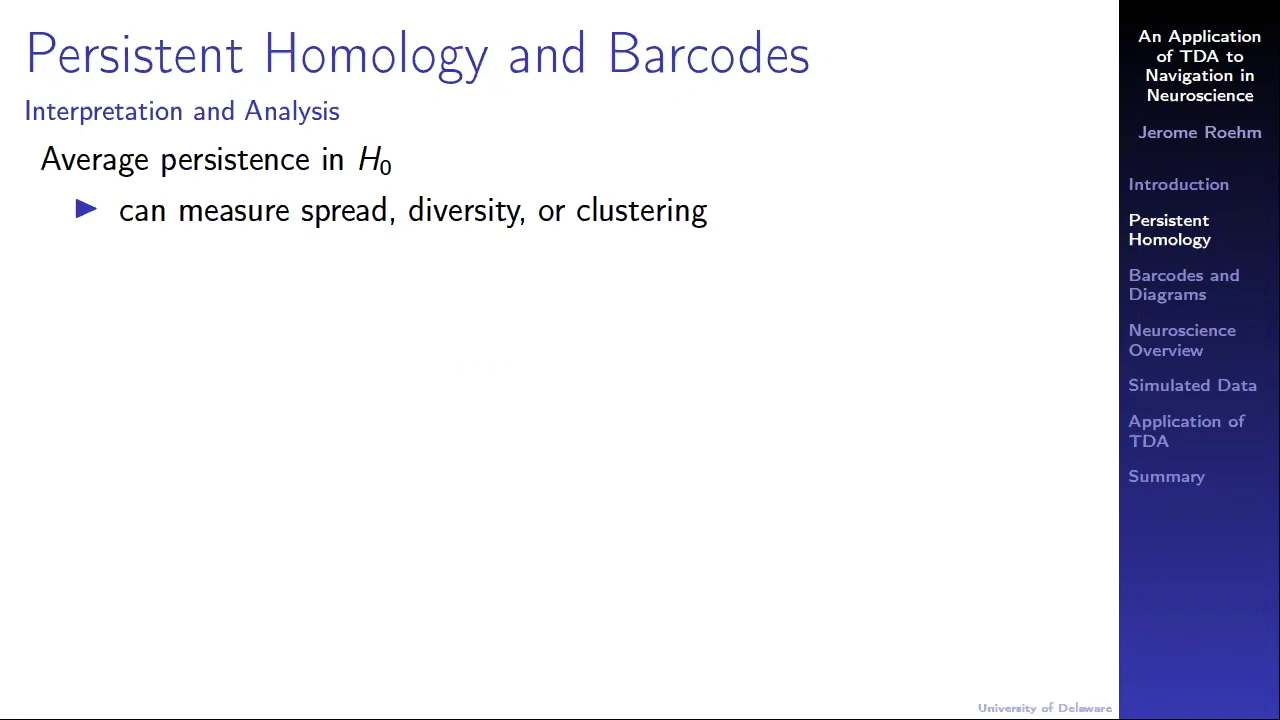 Persistent Homology and Barcodes
Interpretation and Analysis
Average persistence in H₀
▶ can measure spread, diversity, or clustering
An Application
of TDA to
Navigation in
Neuroscience
Jerome Roehm
Introduction
Persistent
Homology
Barcodes and
Diagrams
Neuroscience
Overview
Simulated Data
Application of
TDA
Summary
University of Delaware